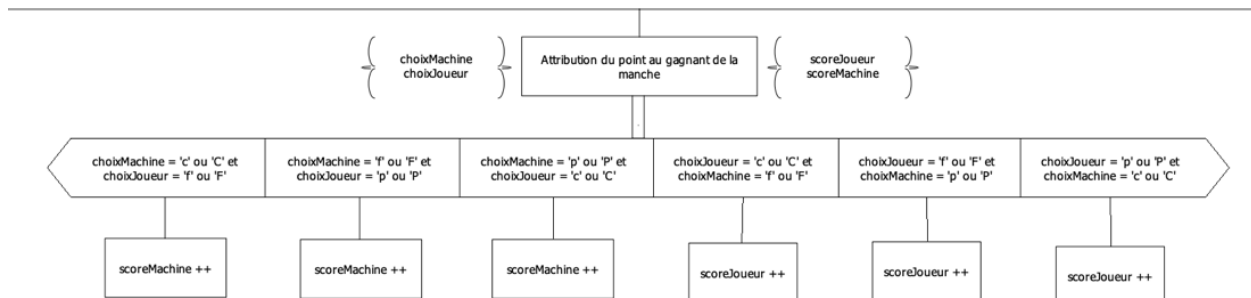 choixMachine
choixJoueur
Attribution du point au gagnant de la
manche
scoreJoueur
scoreMachine
choixMachine = 'c' ou 'C' et
choixJoueur = 'f' ou 'F'
choixMachine = 'f' ou 'F' et
choixJoueur = 'p' ou 'P'
choixMachine = 'p' ou 'P' et
choixJoueur = 'c' ou 'C'
choixJoueur = 'c' ou 'C' et
choixMachine = 'f' ou 'F'
choixJoueur = 'f' ou 'F' et
choixMachine = 'p' ou 'P'
choixJoueur = 'p' ou 'P' et
choixMachine = 'c' ou 'C'
scoreMachine ++
scoreMachine ++
scoreMachine ++
scoreJoueur ++
scoreJoueur ++
scoreJoueur ++